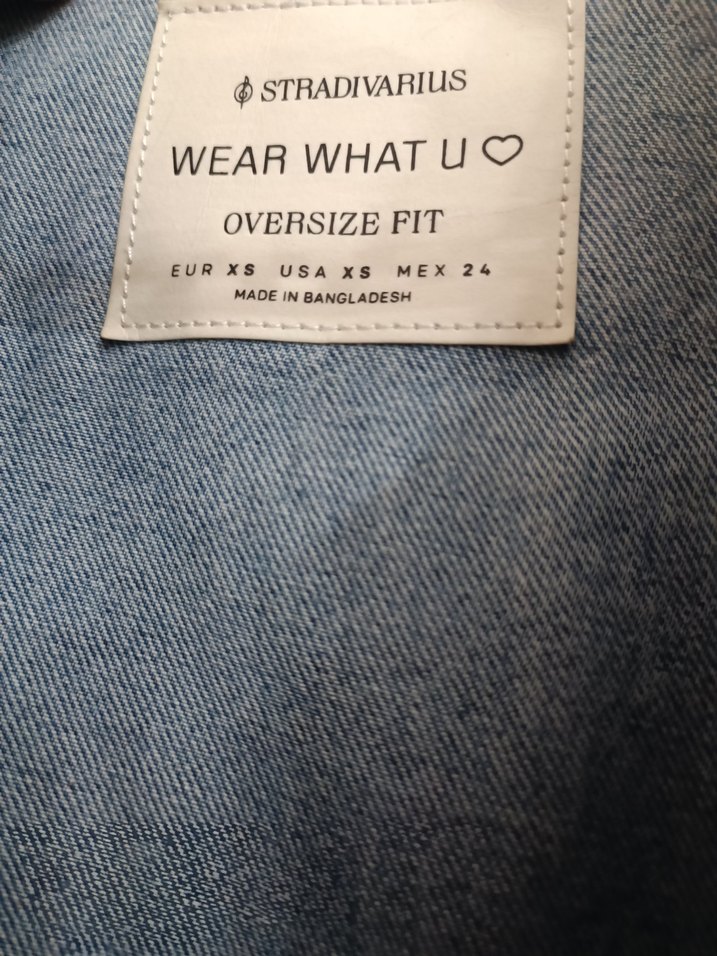 STRADIVARIUS
WEAR WHAT U ♡
OVERSIZE FIT
EUR XS USA XS MEX 24
MADE IN BANGLADESH